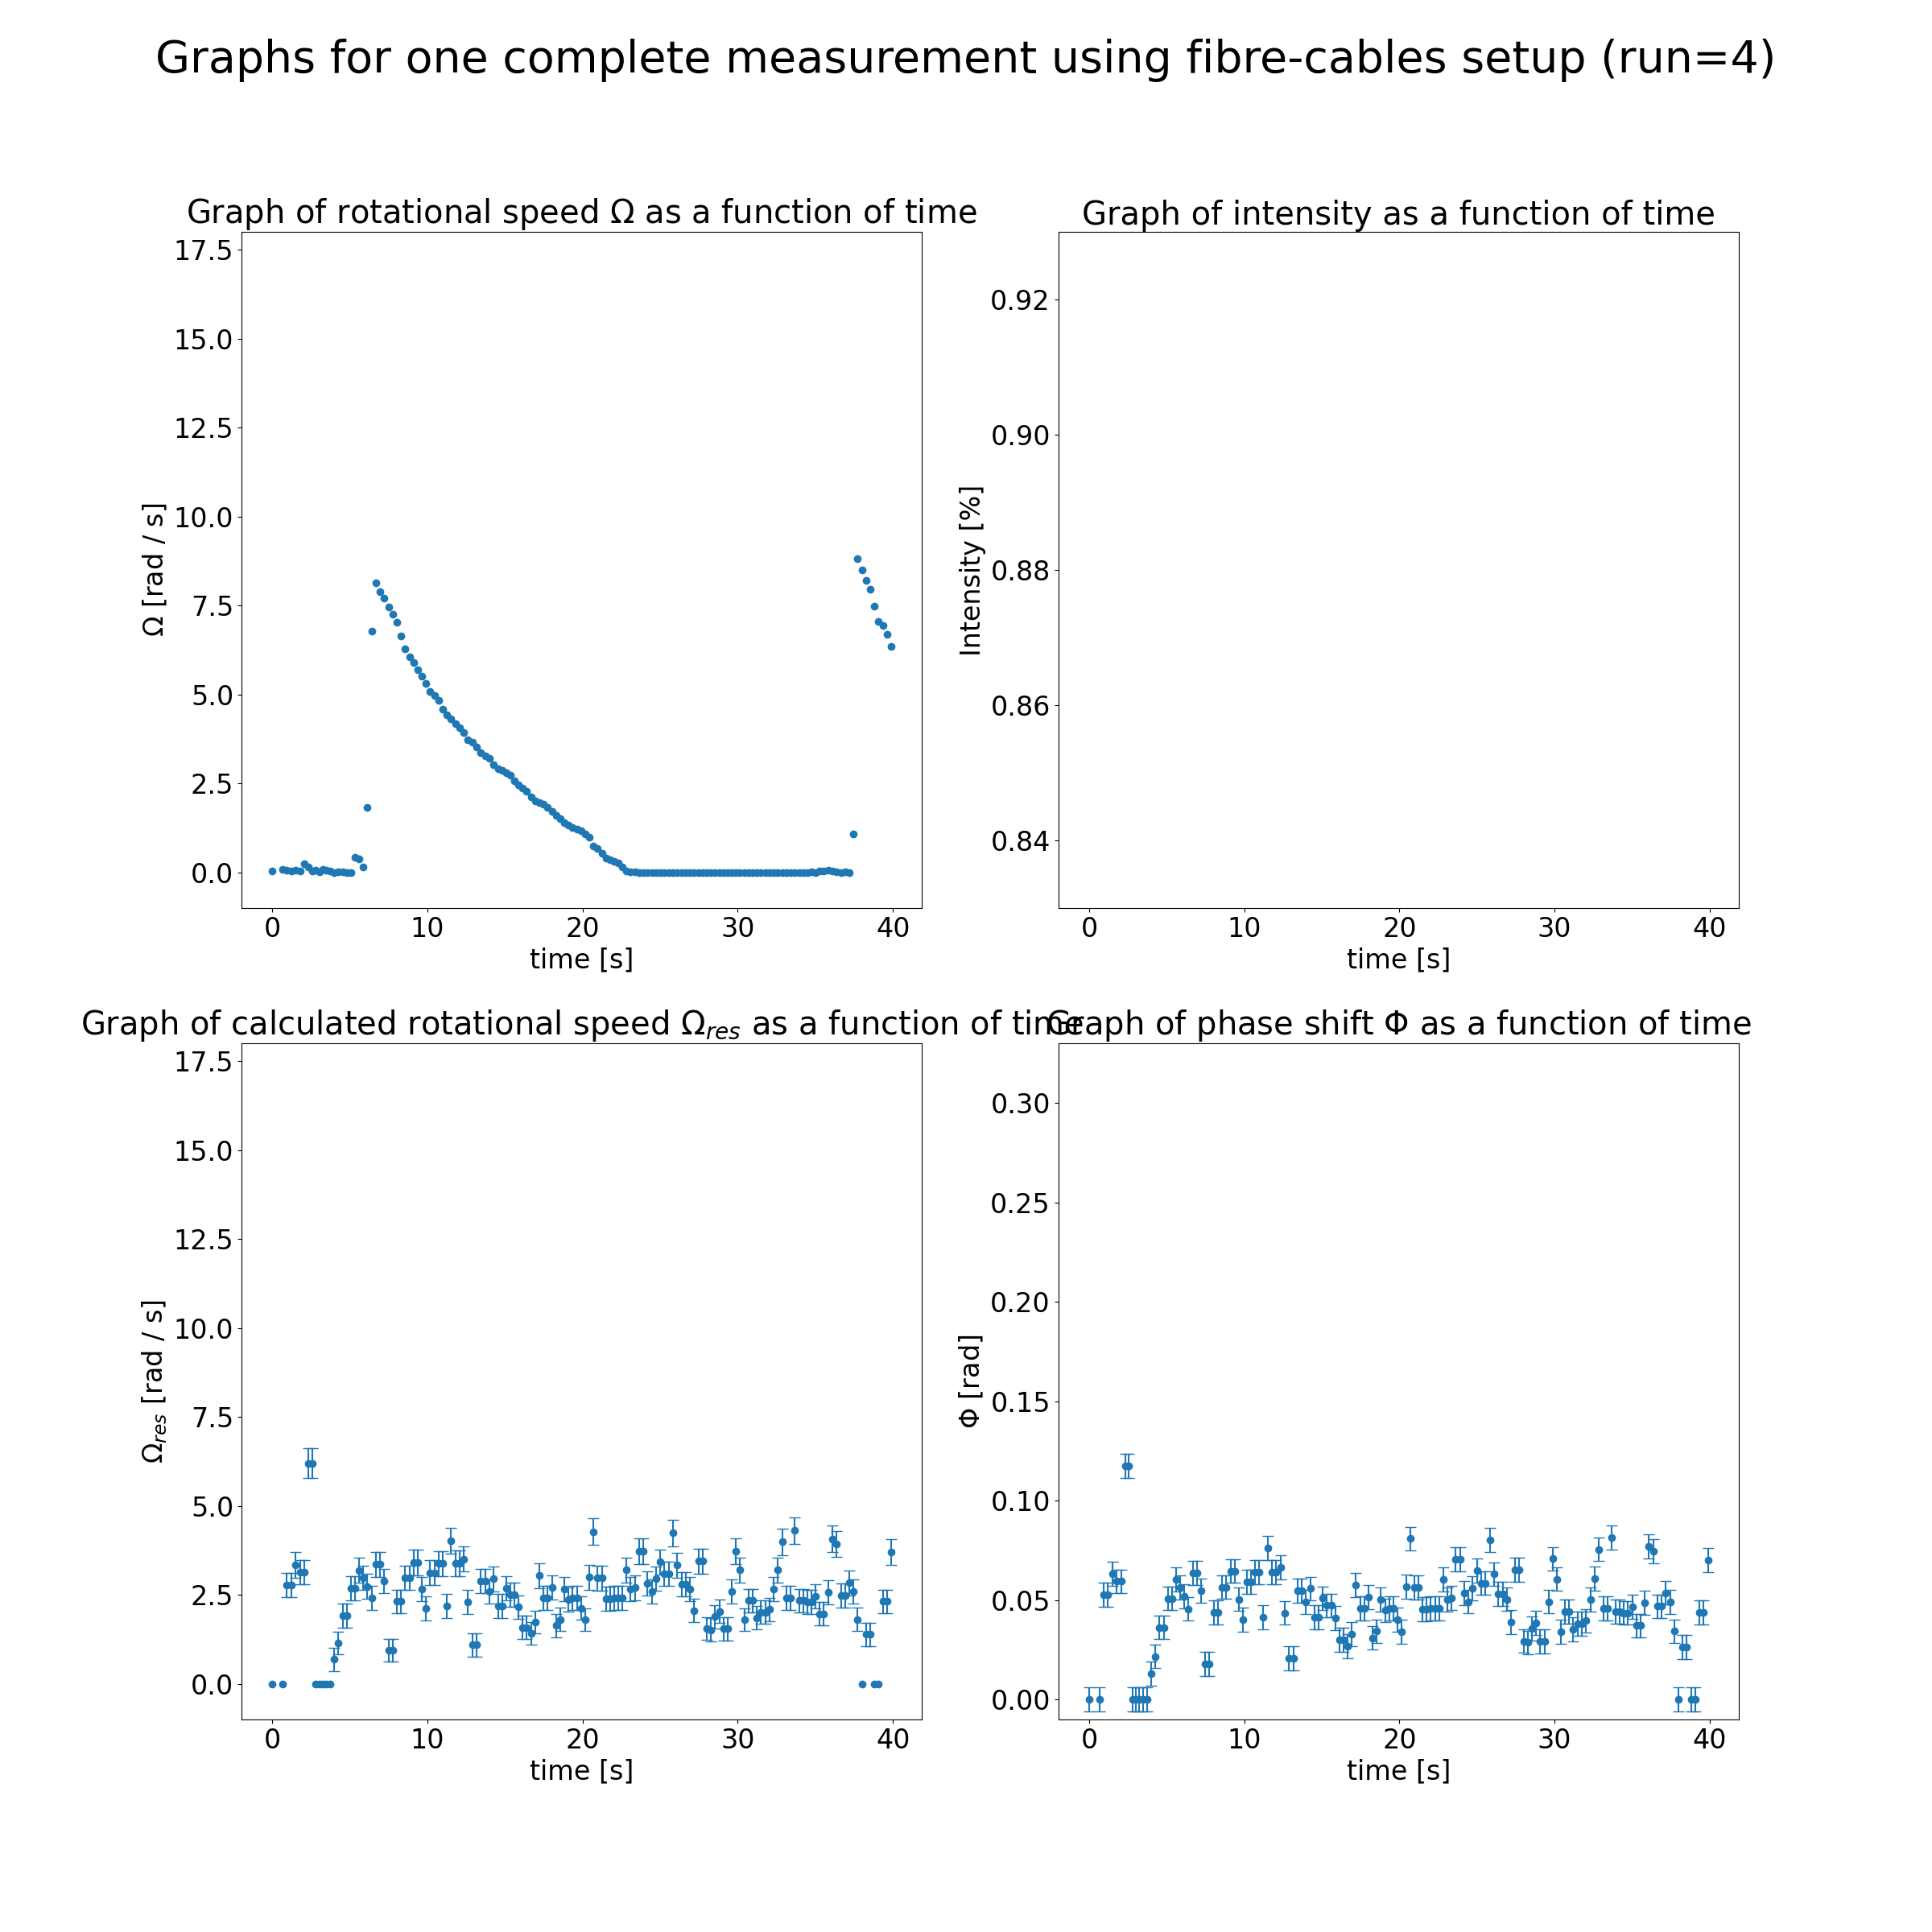 Graphs for one complete measurement using fibre-cables setup (run=4)
Graph of rotational speed Ω as a function of time
17.5
15.0
12.5
10.0
7.5
5.0
2.5
0.0
Ω [rad / s]
0 10 20 30 40
time [s]
Graph of intensity as a function of time
0.92
0.90
0.88
0.86
0.84
Intensity [%]
0 10 20 30 40
time [s]
Graph of calculated rotational speed Ωres as a function of time
17.5
15.0
12.5
10.0
7.5
5.0
2.5
0.0
Ωres [rad / s]
0 10 20 30 40
time [s]
Graph of phase shift Φ as a function of time
0.30
0.25
0.20
0.15
0.10
0.05
0.00
Φ [rad]
0 10 20 30 40
time [s]